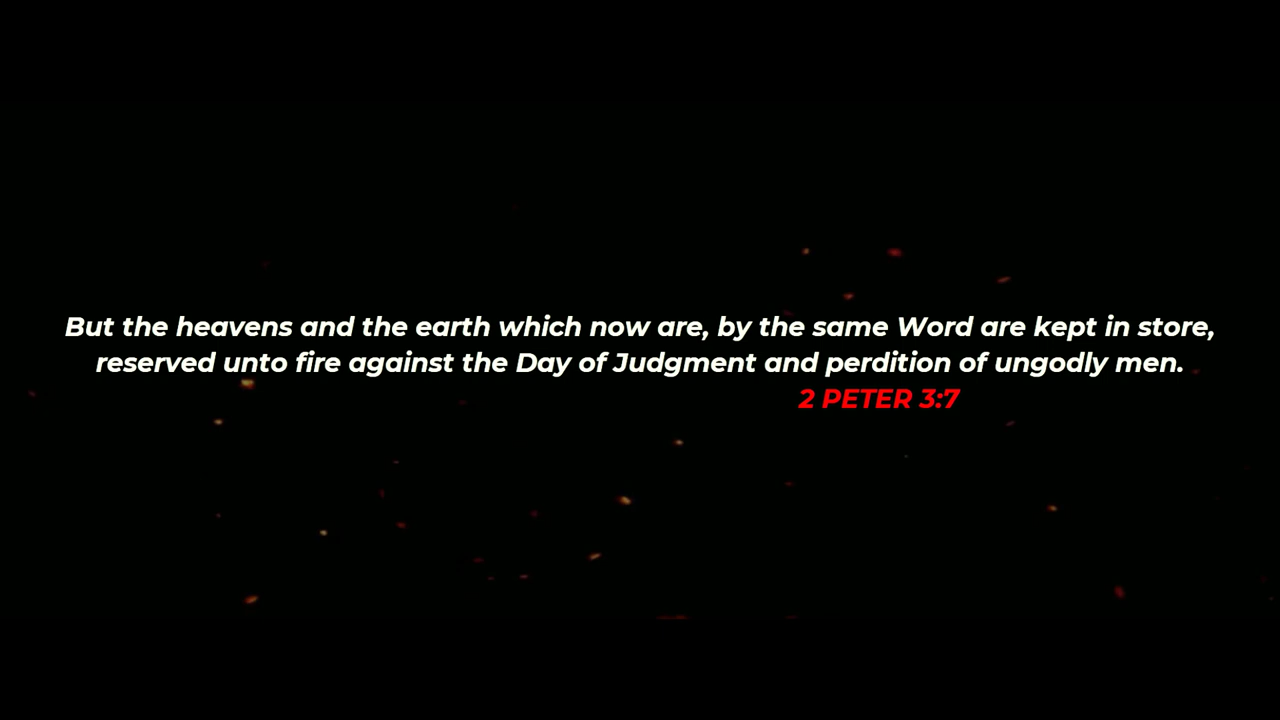 But the heavens and the earth which now are, by the same Word are kept in store,
reserved unto fire against the Day of Judgment and perdition of ungodly men.
2 PETER 3:7